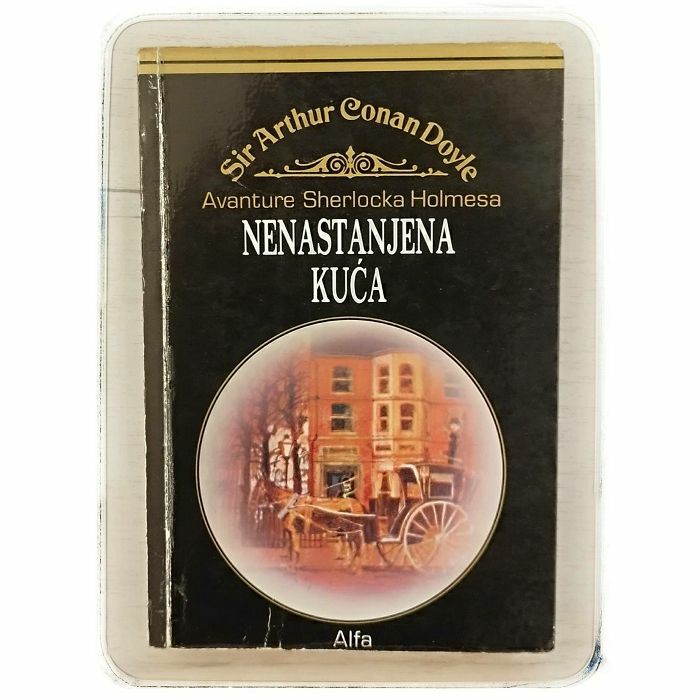 Sir Arthur Conan Doyle
Avanture Sherlocka Holmesa
NENASTANJENA
KUĆA
Alfa